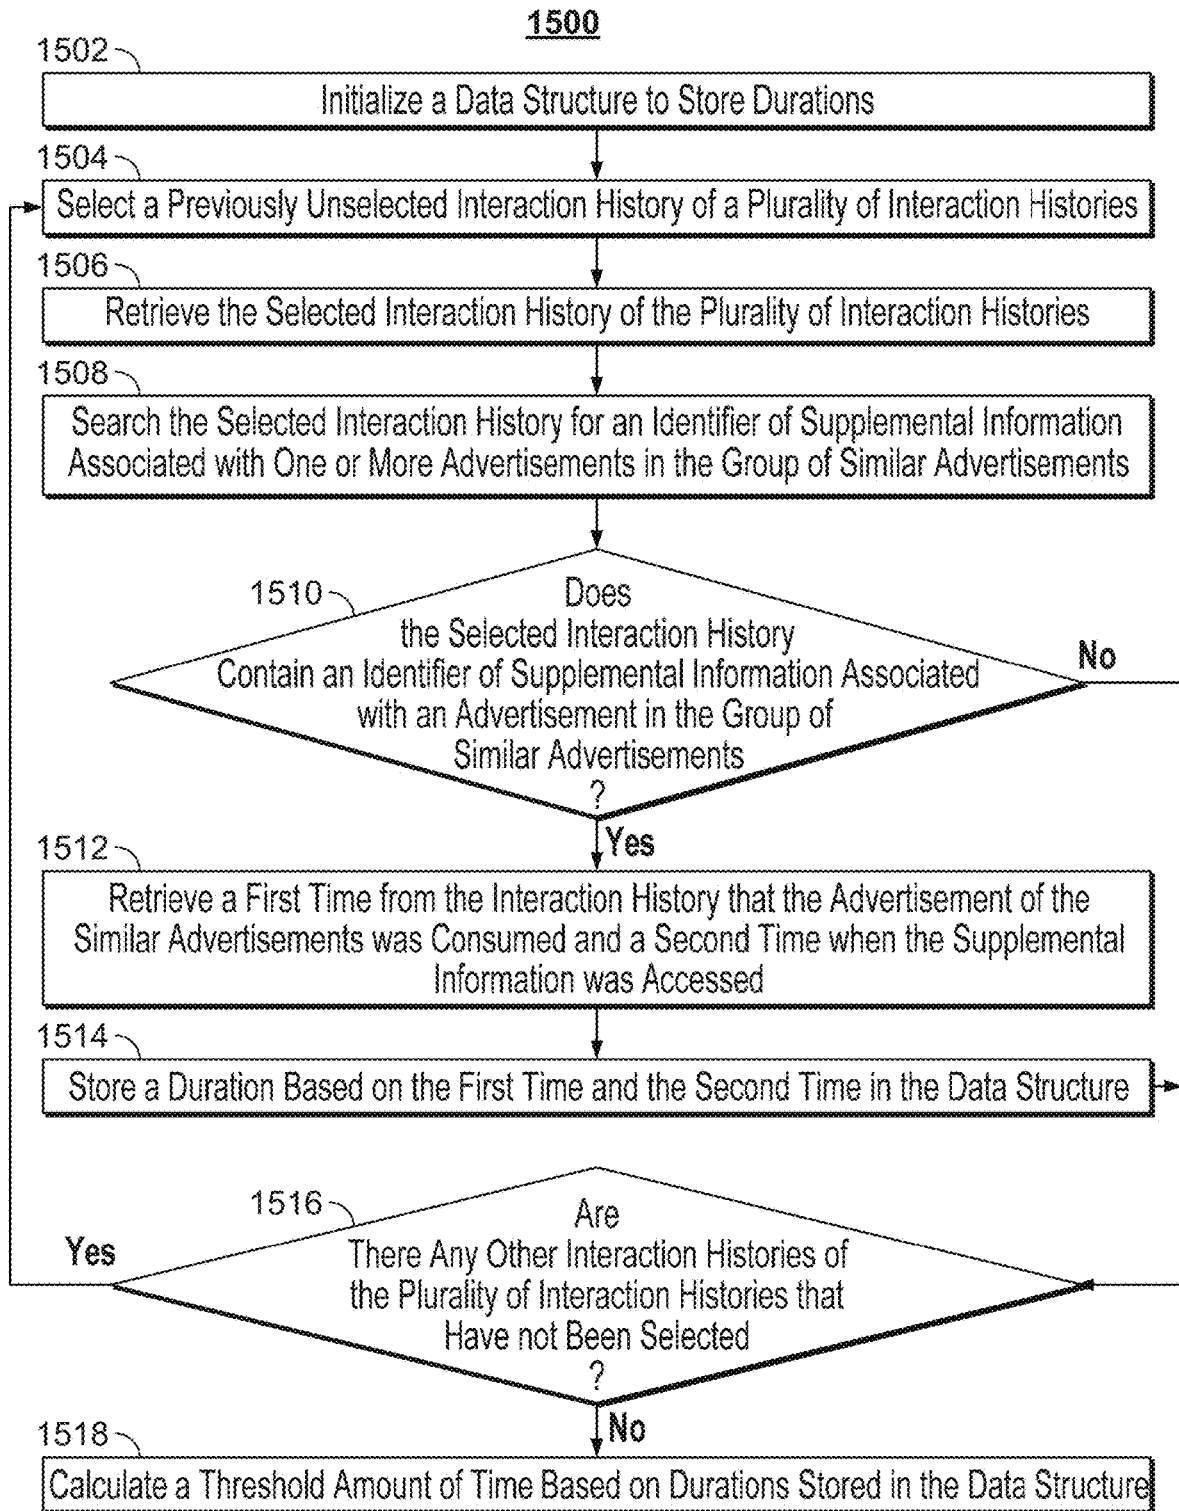 1500
1502
Initialize a Data Structure to Store Durations
1504
Select a Previously Unselected Interaction History of a Plurality of Interaction Histories
1506
Retrieve the Selected Interaction History of the Plurality of Interaction Histories
1508
Search the Selected Interaction History for an Identifier of Supplemental Information
Associated with One or More Advertisements in the Group of Similar Advertisements
1510
Does
the Selected Interaction History
Contain an Identifier of Supplemental Information Associated
with an Advertisement in the Group of
Similar Advertisements
?
No
Yes
1512
Retrieve a First Time from the Interaction History that the Advertisement of the
Similar Advertisements was Consumed and a Second Time when the Supplemental
Information was Accessed
1514
Store a Duration Based on the First Time and the Second Time in the Data Structure
1516
Are
There Any Other Interaction Histories of
the Plurality of Interaction Histories that
Have not Been Selected
?
Yes
No
1518
Calculate a Threshold Amount of Time Based on Durations Stored in the Data Structure